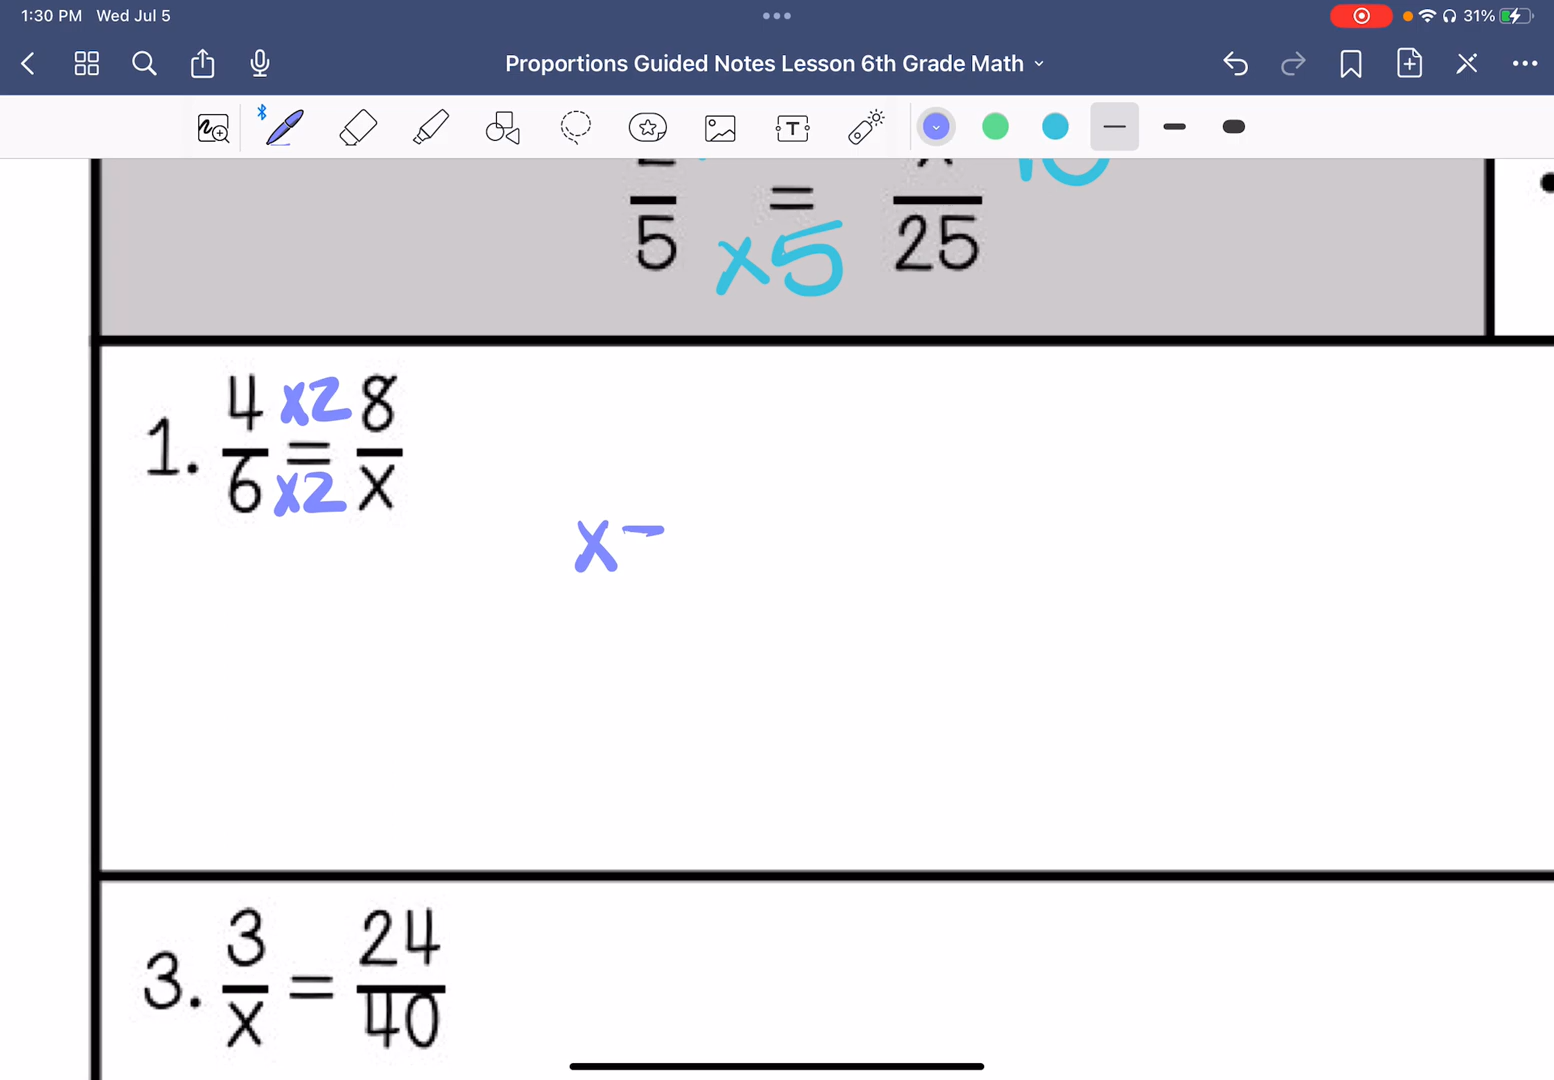 1:30 PM Wed Jul 5
31%
Proportions Guided Notes Lesson 6th Grade Math
5 = 25
x5
1. 4/6 = 8/x
x2
x2
x
3. 3/x = 24/40